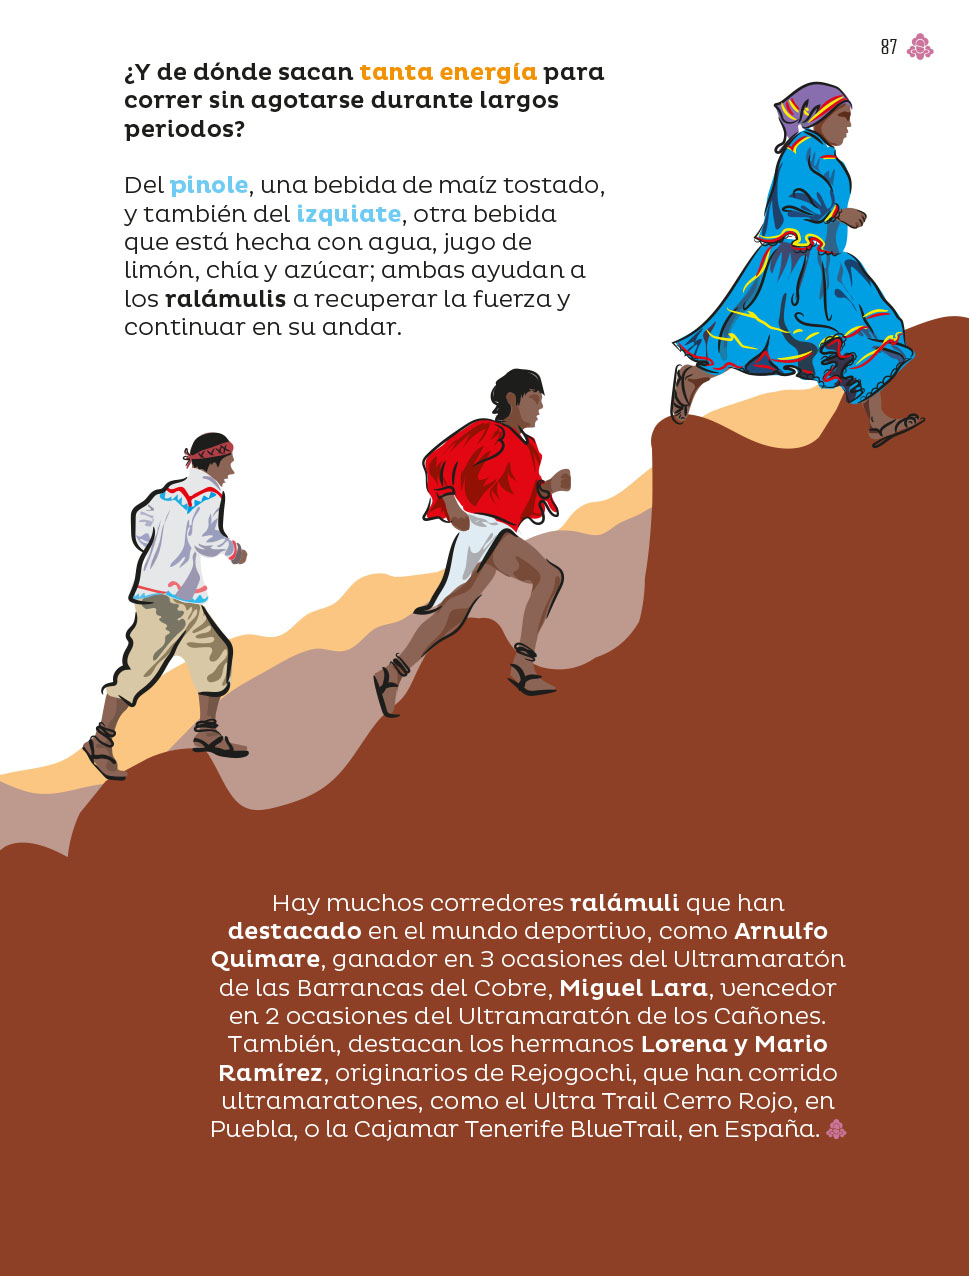 87
¿Y de dónde sacan tanta energía para
correr sin agotarse durante largos
periodos?
Del pinole, una bebida de maíz tostado,
y también del izquiate, otra bebida
que está hecha con agua, jugo de
limón, chía y azúcar; ambas ayudan a
los ralámulis a recuperar la fuerza y
continuar en su andar.
Hay muchos corredores ralámuli que han
destacado en el mundo deportivo, como Arnulfo
Quimare, ganador en 3 ocasiones del Ultramaratón
de las Barrancas del Cobre, Miguel Lara, vencedor
en 2 ocasiones del Ultramaratón de los Cañones.
También, destacan los hermanos Lorena y Mario
Ramírez, originarios de Rejogochi, que han corrido
ultramaratones, como el Ultra Trail Cerro Rojo, en
Puebla, o la Cajamar Tenerife BlueTrail, en España.